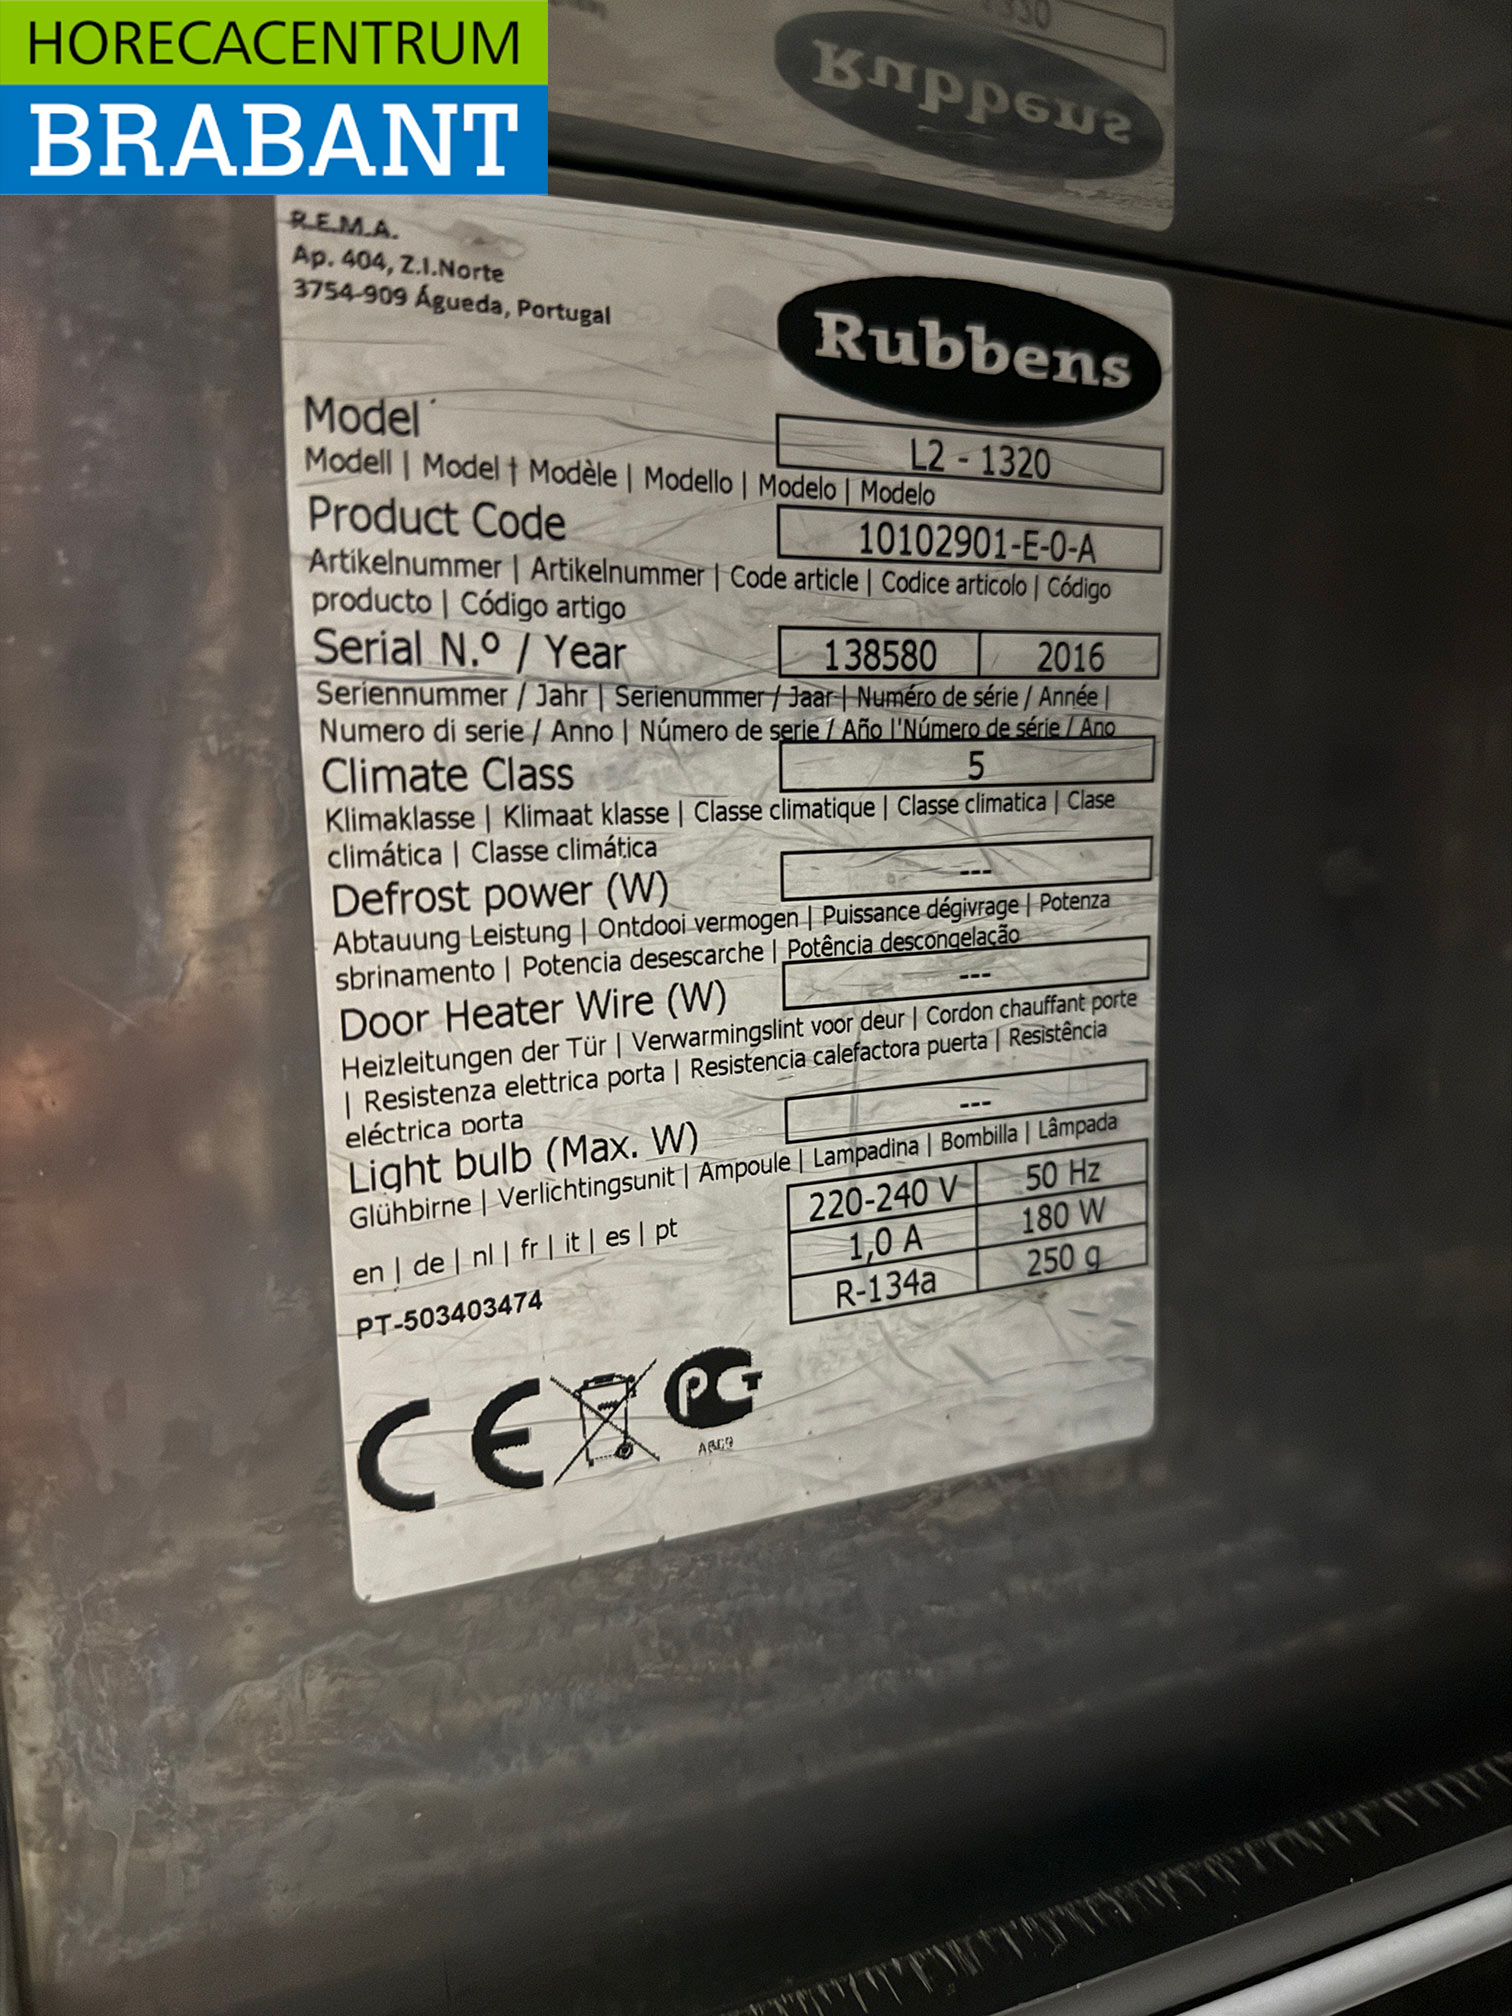 HORECACENTRUM
BRABANT
1320
Rubbens
R.E.M.A.
Ap. 404, Z.I.Norte
3754-909 Águeda, Portugal
Rubbens
Model
L2 - 1320
Modell | Model | Modèle | Modello | Modelo | Modelo
Product Code
10102901-E-0-A
Artikelnummer | Artikelnummer | Code article | Codice articolo | Código
producto | Código artigo
Serial N.º / Year
138580 2016
Seriennummer / Jahr | Serienummer / Jaar | Numéro de série / Année |
Numero di serie / Anno | Número de serie / Año | Número de série / Ano
Climate Class
5
Klimaklasse | Klimaat klasse | Classe climatique | Classe climatica | Clase
climática | Classe climática
Defrost power (W)
---
Abtauung Leistung | Ontdooi vermogen | Puissance dégivrage | Potenza
sbrinamento | Potencia desescarche | Potência descongelação
Door Heater Wire (W)
---
Heizleitungen der Tür | Verwarmingslint voor deur | Cordon chauffant porte
| Resistenza elettrica porta | Resistencia calefactora puerta | Resistência
eléctrica porta
Light bulb (Max. W)
---
Glühbirne | Verlichtingsunit | Ampoule | Lampadina | Bombilla | Lâmpada
220-240 V 50 Hz
1,0 A 180 W
R-134a 250 g
en | de | nl | fr | it | es | pt
PT-503403474
CE
PCT